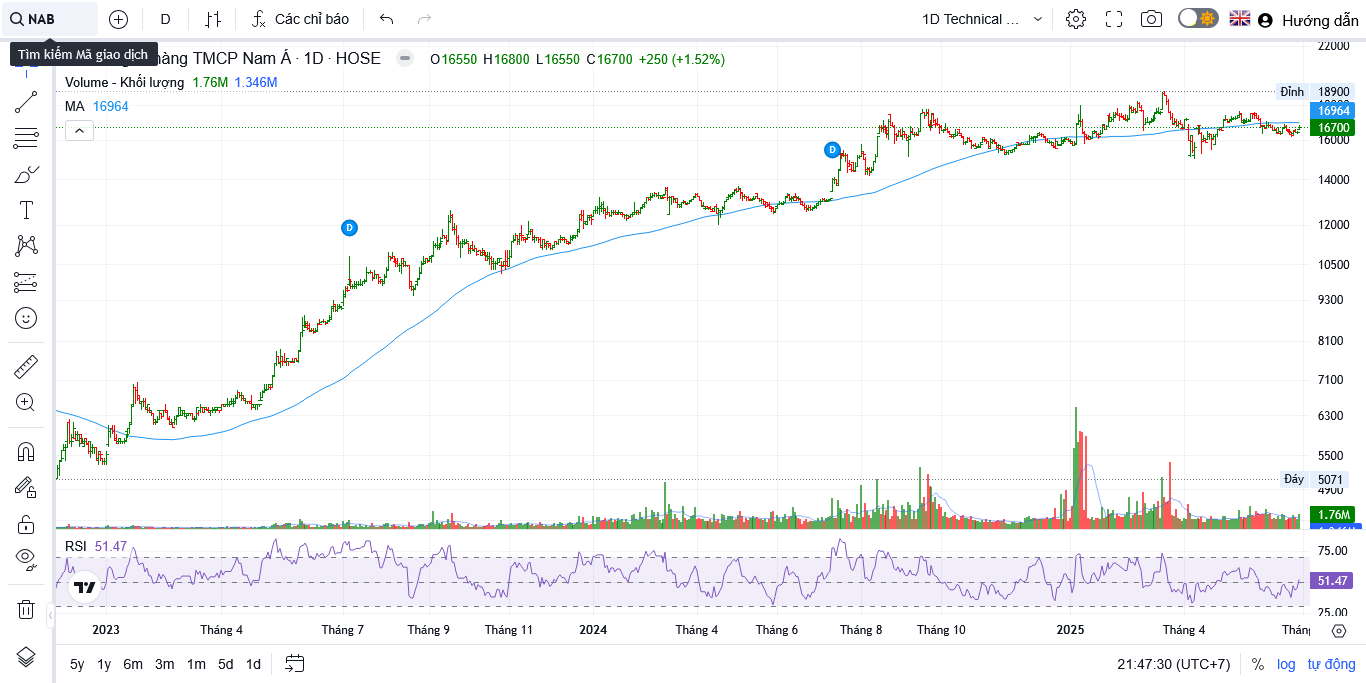 NAB
D
Các chỉ báo
1D Technical ...
Hướng dẫn
Tìm kiếm Mã giao dịch
hàng TMCP Nam Á · 1D · HOSE
O16550 H16800 L16550 C16700 +250 (+1.52%)
Volume - Khối lượng 1.76M 1.346M
MA 16964
D
D
22000
Đỉnh 18900
16964
16700
16000
14000
12000
10500
9300
8100
7100
6300
5500
Đáy 5071
4900
1.76M
RSI 51.47
75.00
51.47
25.00
2023 Tháng 4 Tháng 7 Tháng 9 Tháng 11 2024 Tháng 4 Tháng 6 Tháng 8 Tháng 10 2025 Tháng 4
5y 1y 6m 3m 1m 5d 1d
21:47:30 (UTC+7) % log tự động